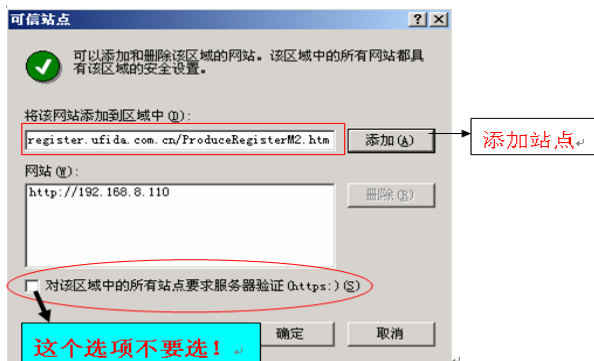 可信站点
可以添加和删除该区域的网站。该区域中的所有网站都具
有该区域的安全设置。
将该网站添加到区域中(D):
register.ufida.com.cn/ProduceRegisterM2.htm
添加(A)
添加站点
网站(W):
http://192.168.8.110
删除(R)
对该区域中的所有站点要求服务器验证(https:)(S)
这个选项不要选!
确定
取消